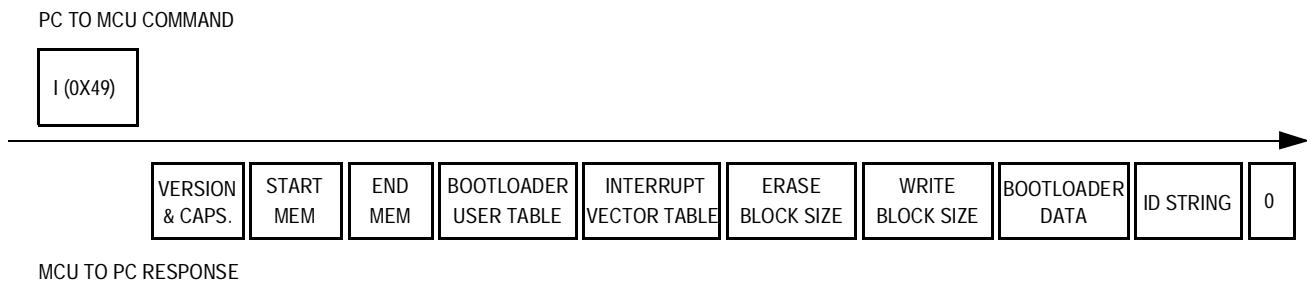 PC TO MCU COMMAND
I (0X49)
VERSION & CAPS.
START MEM
END MEM
BOOTLOADER USER TABLE
INTERRUPT VECTOR TABLE
ERASE BLOCK SIZE
WRITE BLOCK SIZE
BOOTLOADER DATA
ID STRING
0
MCU TO PC RESPONSE